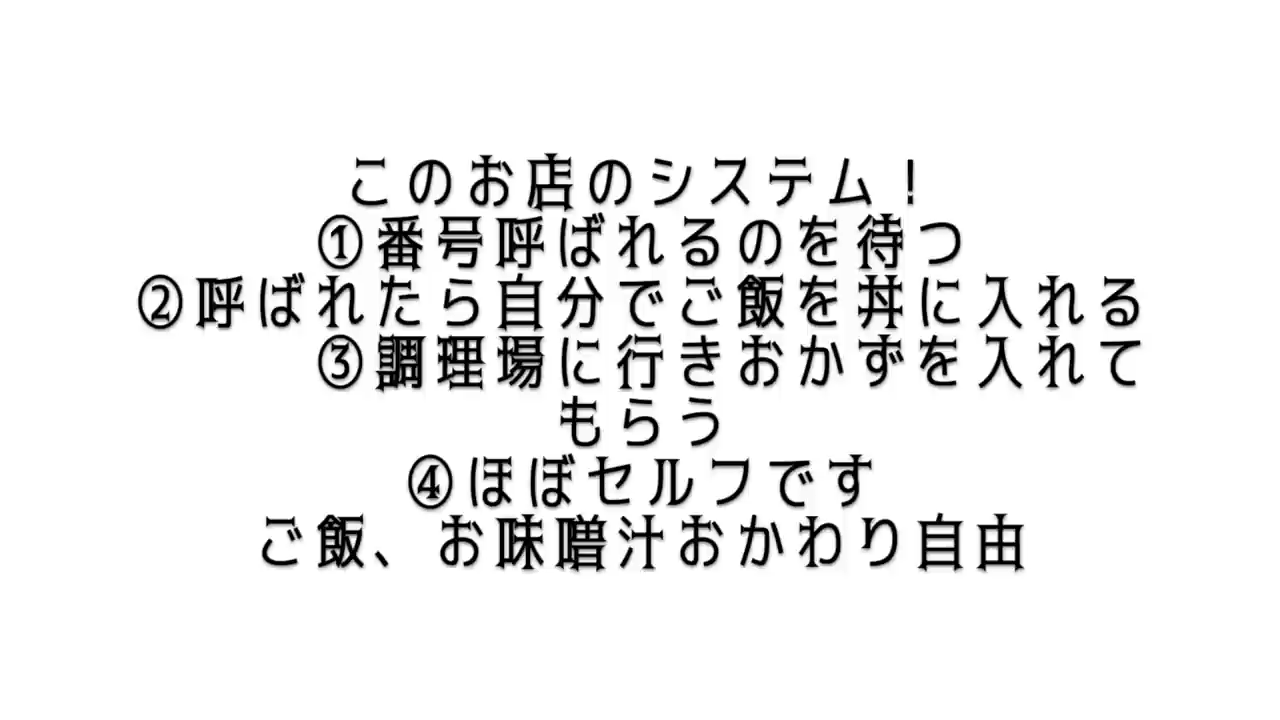 このお店のシステム！
①番号呼ばれるのを待つ
②呼ばれたら自分でご飯を丼に入れる
③調理場に行きおかずを入れて
もらう
④ほぼセルフです
ご飯、お味噌汁おかわり自由